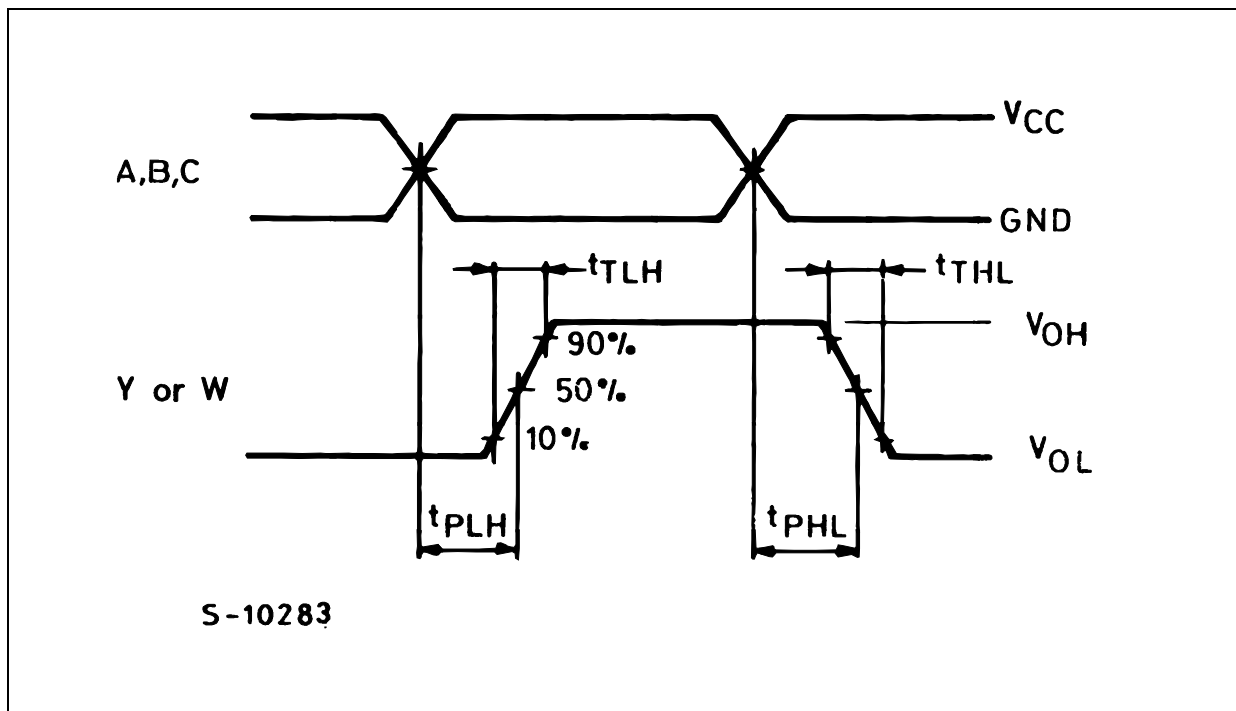 VCC
A,B,C
GND
tTLH
tTHL
VOH
90%
Y or W
50%
10%
VOL
tPLH
tPHL
S-10283